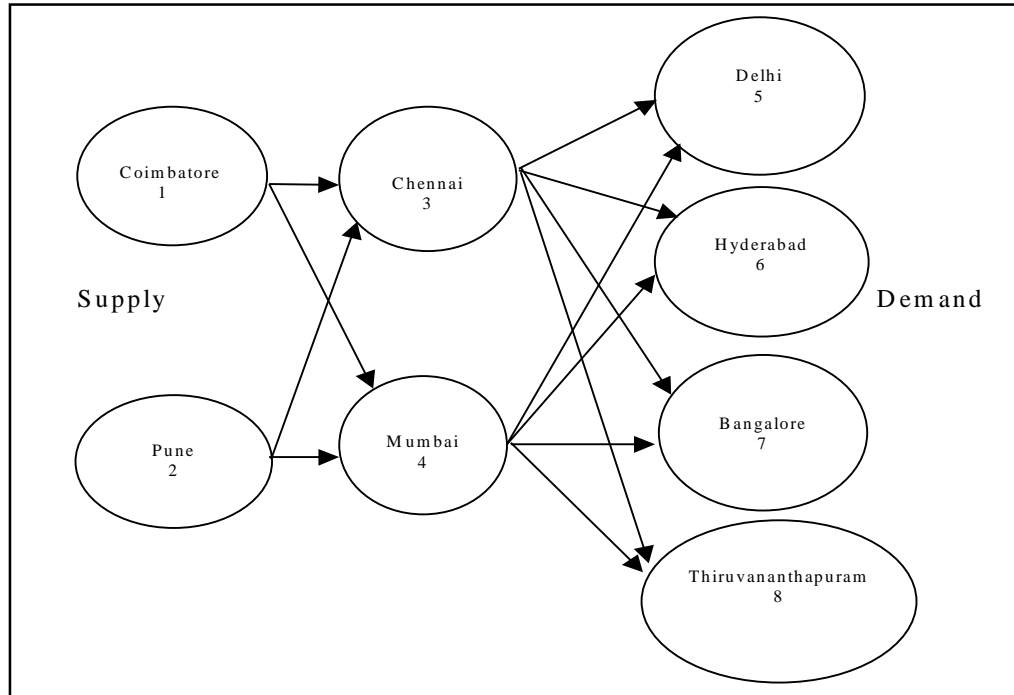 Coimbatore
1
Supply
Pune
2
Chennai
3
Mumbai
4
Delhi
5
Hyderabad
6
Demand
Bangalore
7
Thiruvananthapuram
8